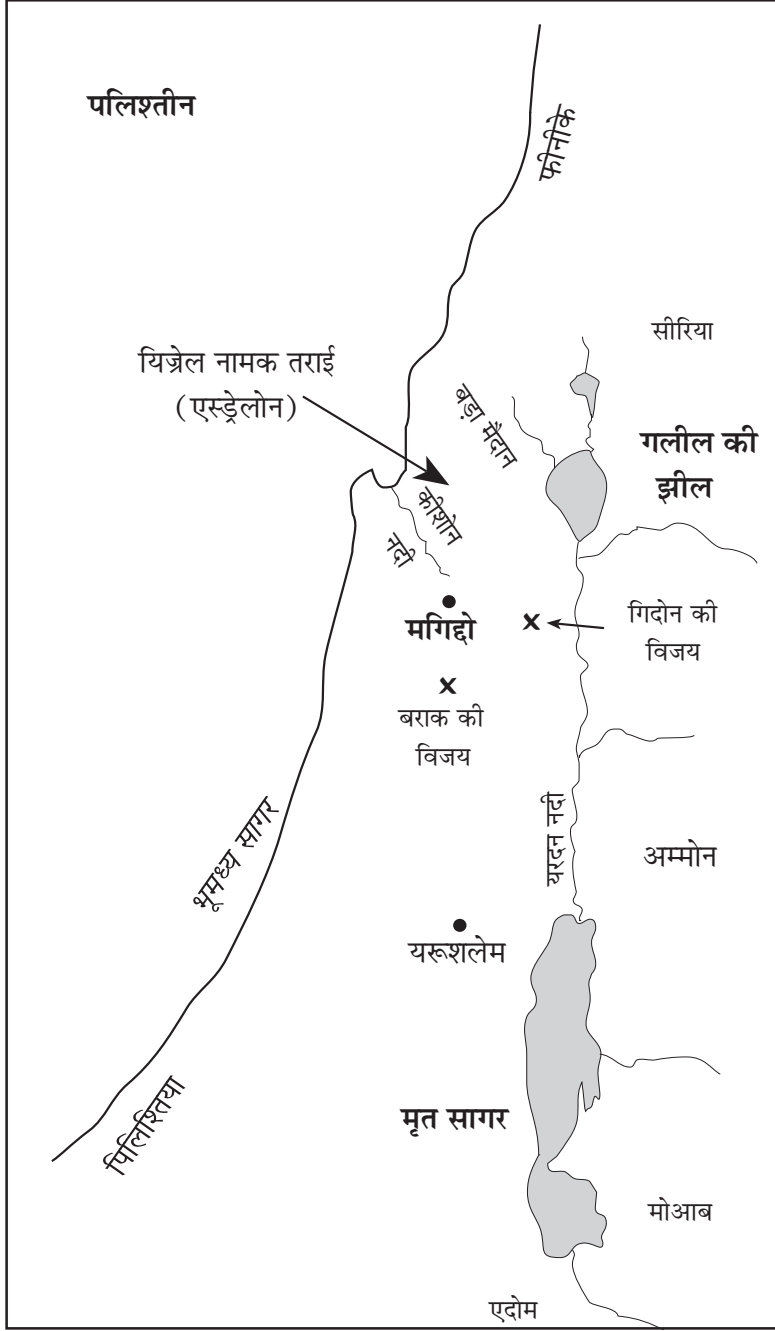 पलिश्तीन
फीनीके
सीरिया
यिज्रेल नामक तराई
(एस्ड्रेलोन)
बड़ा मैदान
गलील की
झील
कीशोन
नदी
मगिद्दो
गिदोन की
विजय
बराक की
विजय
भूमध्य सागर
यरदन नदी
अम्मोन
यरूशलेम
पिलिश्तिया
मृत सागर
मोआब
एदोम